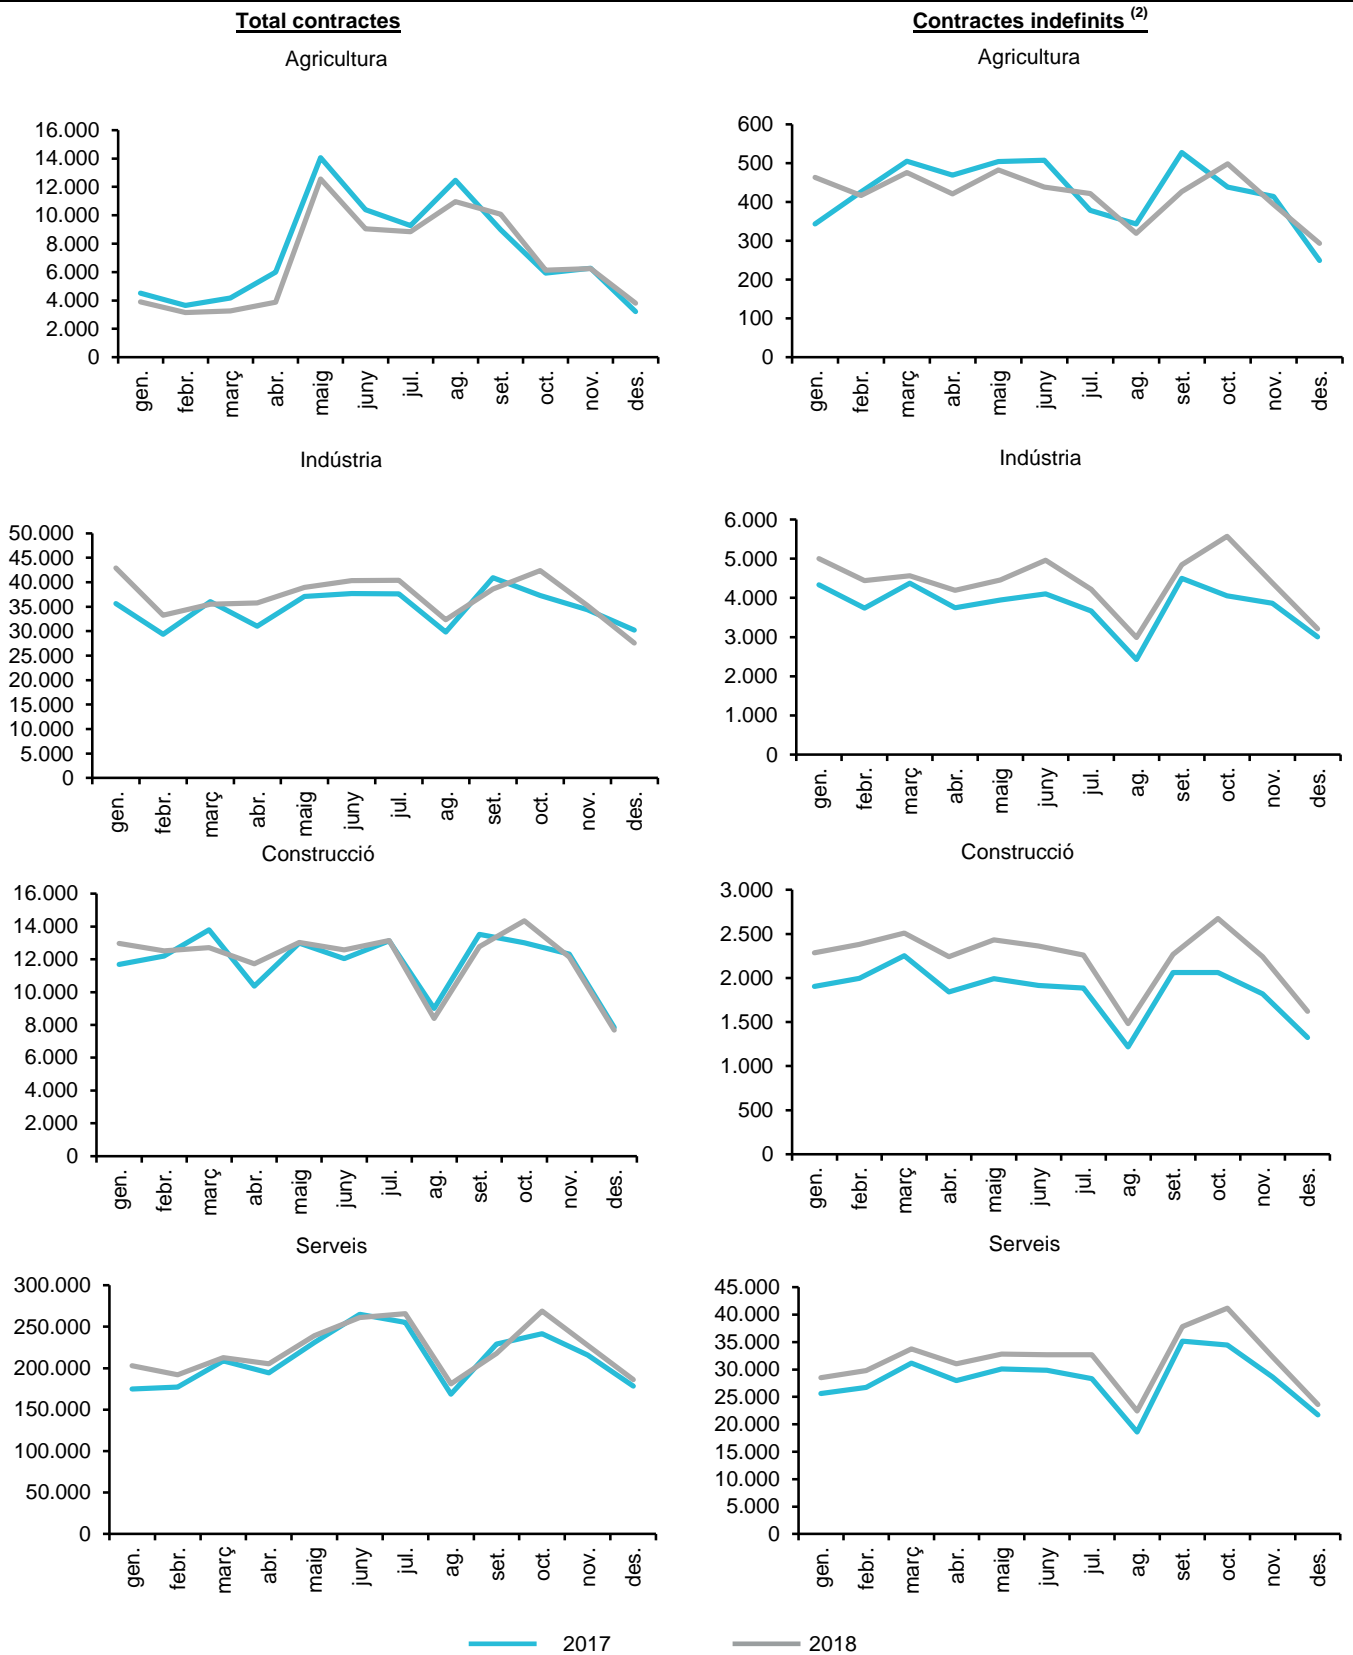 Total contractes
Agricultura
16.000
14.000
12.000
10.000
8.000
6.000
4.000
2.000
0
gen.
febr.
març
abr.
maig
juny
jul.
ag.
set.
oct.
nov.
des.
Contractes indefinits (2)
Agricultura
600
500
400
300
200
100
0
gen.
febr.
març
abr.
maig
juny
jul.
ag.
set.
oct.
nov.
des.
Indústria
50.000
45.000
40.000
35.000
30.000
25.000
20.000
15.000
10.000
5.000
0
gen.
febr.
març
abr.
maig
juny
jul.
ag.
set.
oct.
nov.
des.
Indústria
6.000
5.000
4.000
3.000
2.000
1.000
0
gen.
febr.
març
abr.
maig
juny
jul.
ag.
set.
oct.
nov.
des.
Construcció
16.000
14.000
12.000
10.000
8.000
6.000
4.000
2.000
0
gen.
febr.
març
abr.
maig
juny
jul.
ag.
set.
oct.
nov.
des.
Construcció
3.000
2.500
2.000
1.500
1.000
500
0
gen.
febr.
març
abr.
maig
juny
jul.
ag.
set.
oct.
nov.
des.
Serveis
300.000
250.000
200.000
150.000
100.000
50.000
0
gen.
febr.
març
abr.
maig
juny
jul.
ag.
set.
oct.
nov.
des.
Serveis
45.000
40.000
35.000
30.000
25.000
20.000
15.000
10.000
5.000
0
gen.
febr.
març
abr.
maig
juny
jul.
ag.
set.
oct.
nov.
des.
2017
2018